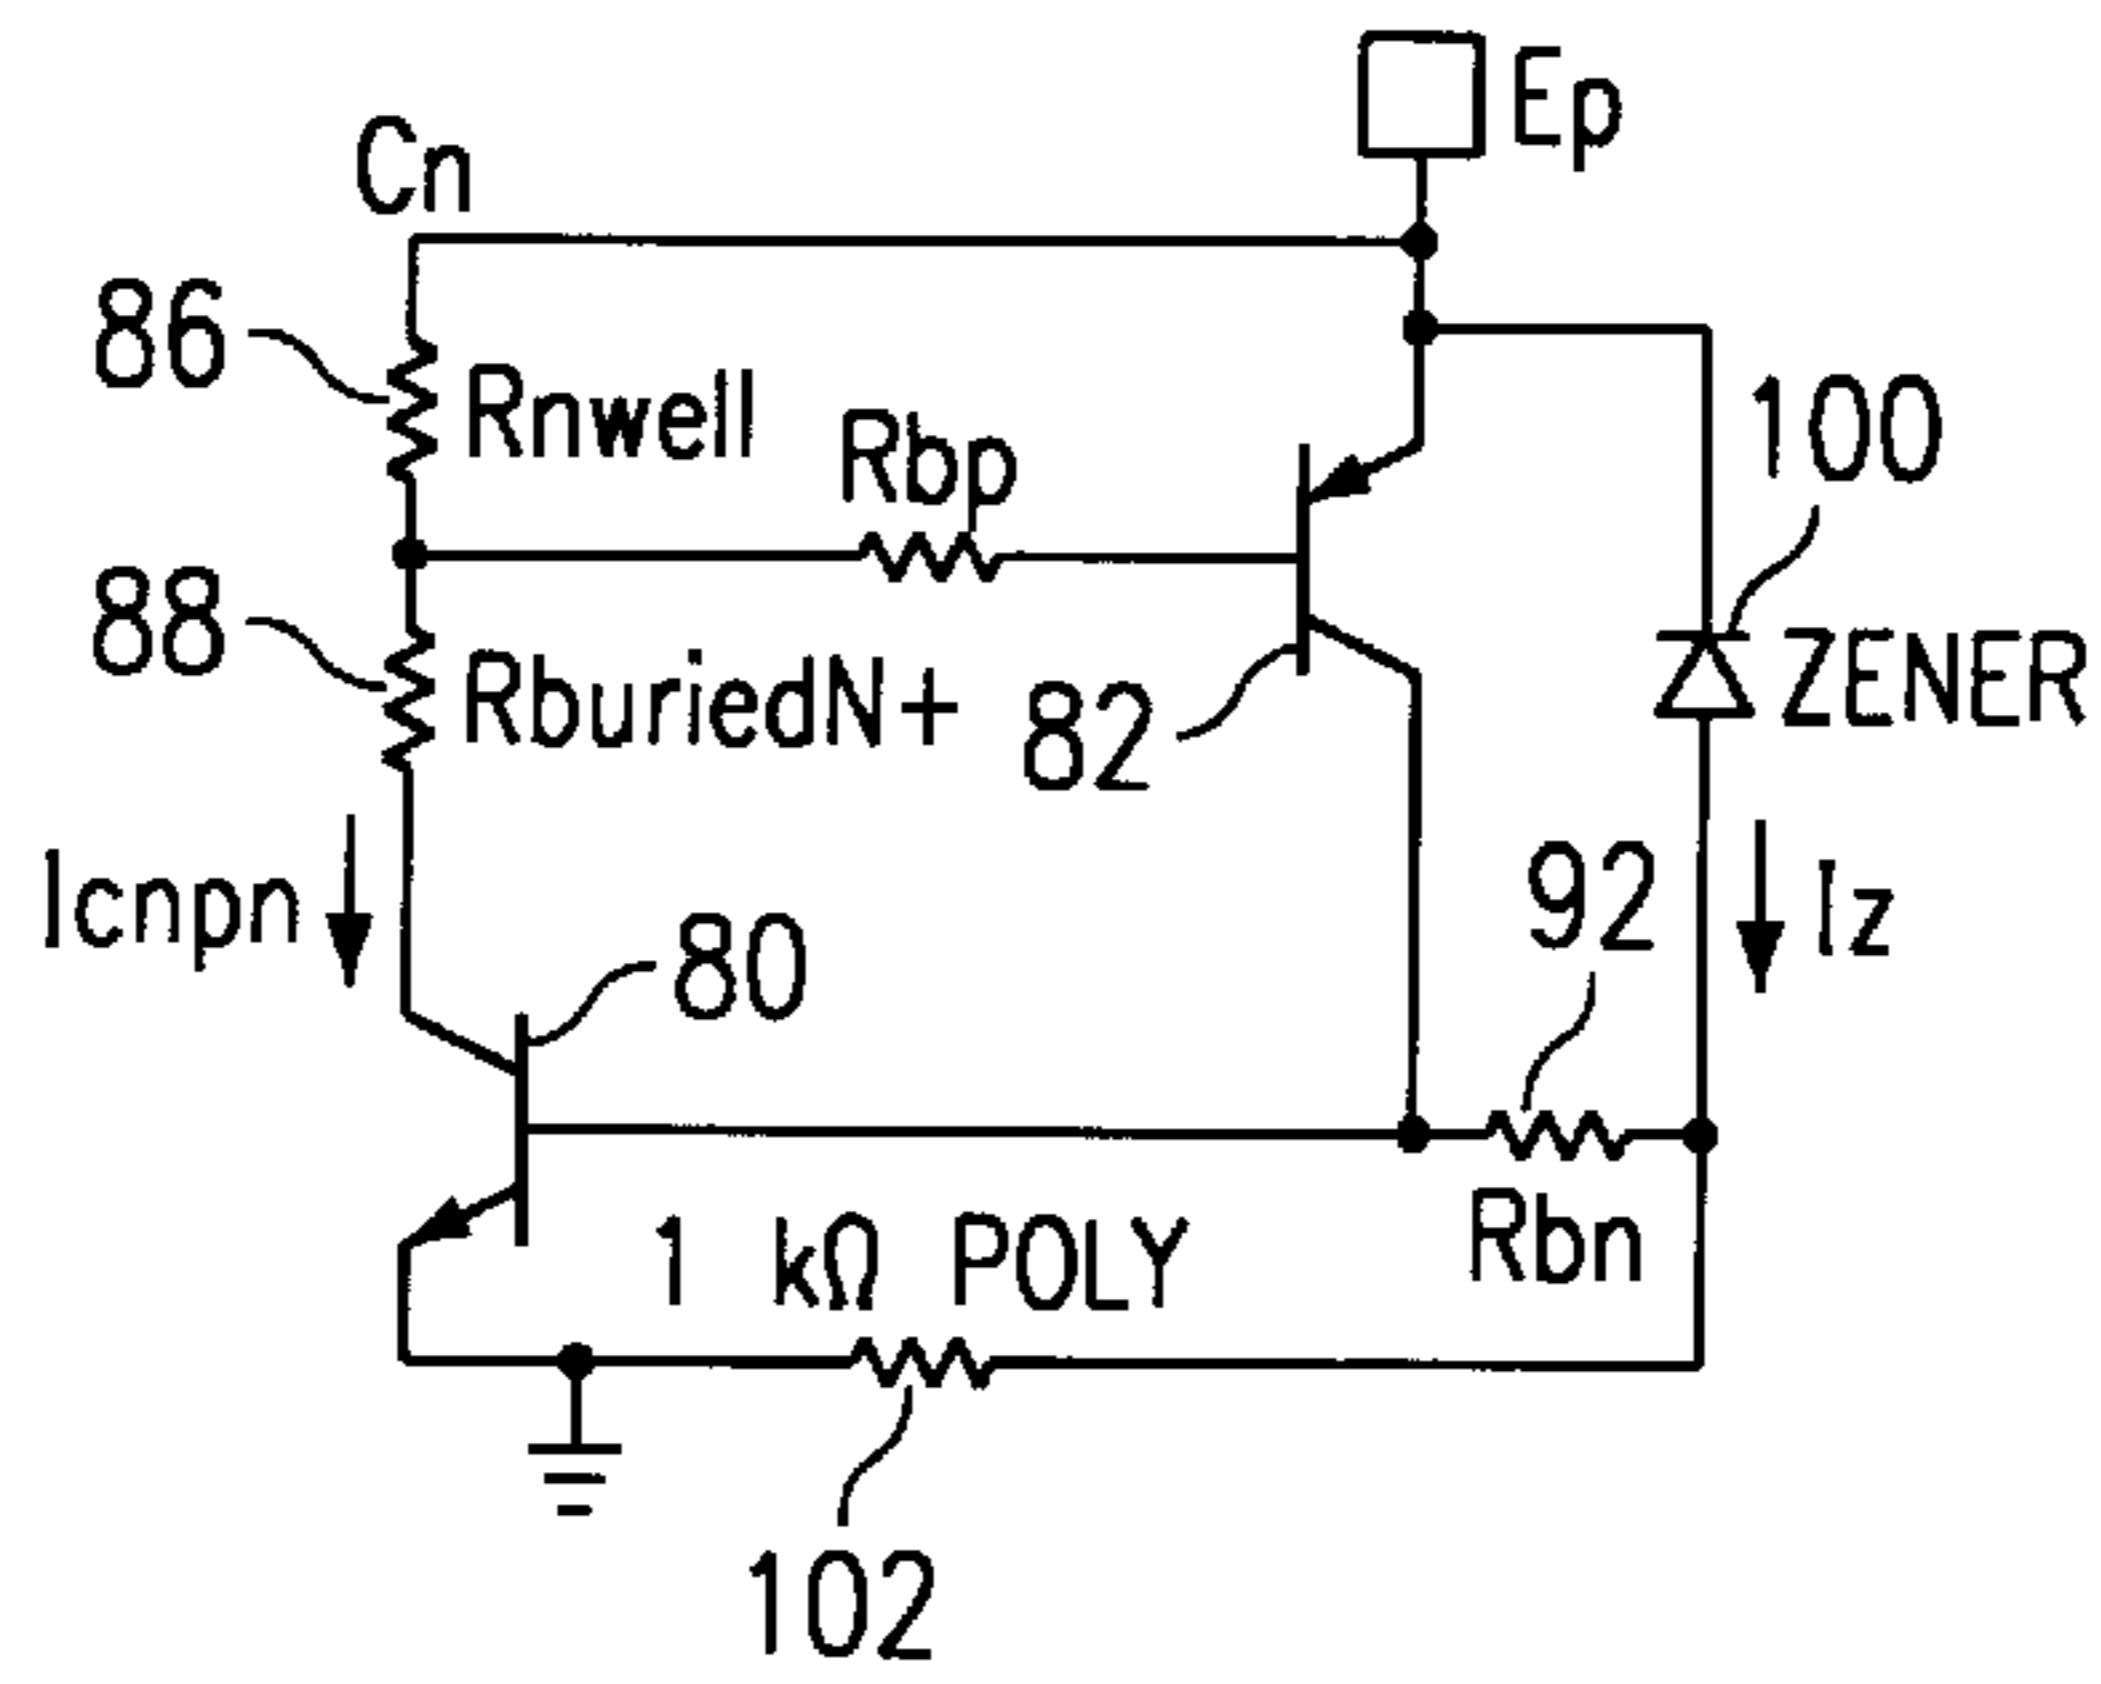 Ep
Cn
86
Rnwell
Rbp
100
88
RburiedN+
82
ZENER
Icnpn
80
92
Iz
1 kΩ POLY
Rbn
102